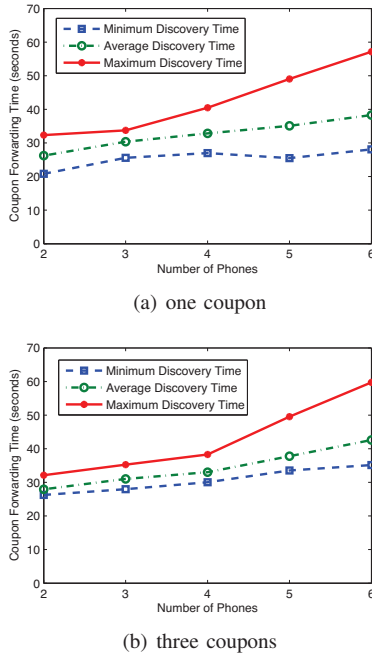 70
60
50
40
30
20
10
0
Coupon Forwarding Time (seconds)
Minimum Discovery Time
Average Discovery Time
Maximum Discovery Time
2 3 4 5 6
Number of Phones
(a) one coupon
70
60
50
40
30
20
10
0
Coupon Forwarding Time (seconds)
Minimum Discovery Time
Average Discovery Time
Maximum Discovery Time
2 3 4 5 6
Number of Phones
(b) three coupons